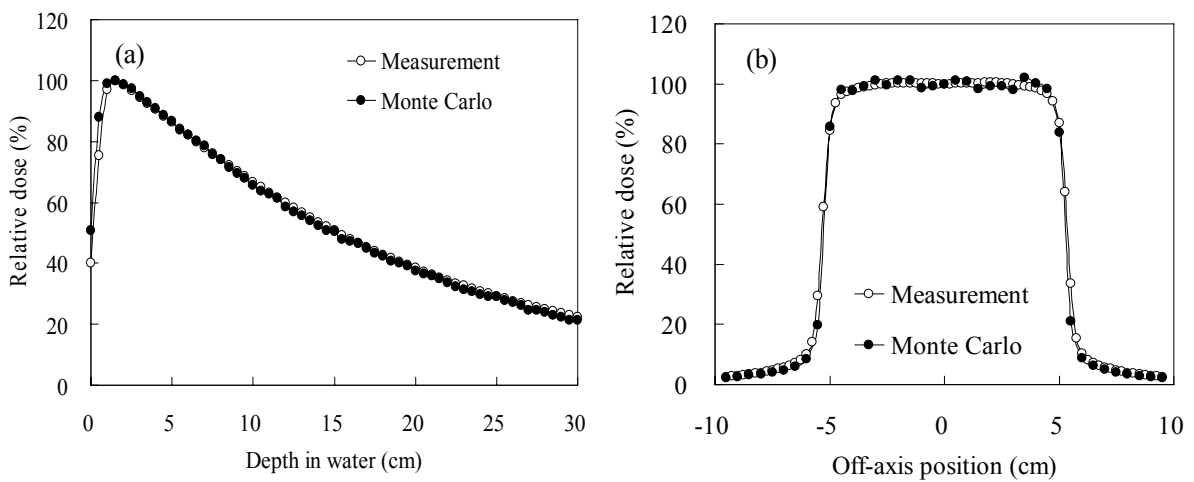 120
100
80
60
40
20
0
Relative dose (%)
(a)
Measurement
Monte Carlo
0 5 10 15 20 25 30
Depth in water (cm)
120
100
80
60
40
20
0
Relative dose (%)
(b)
Measurement
Monte Carlo
-10 -5 0 5 10
Off-axis position (cm)